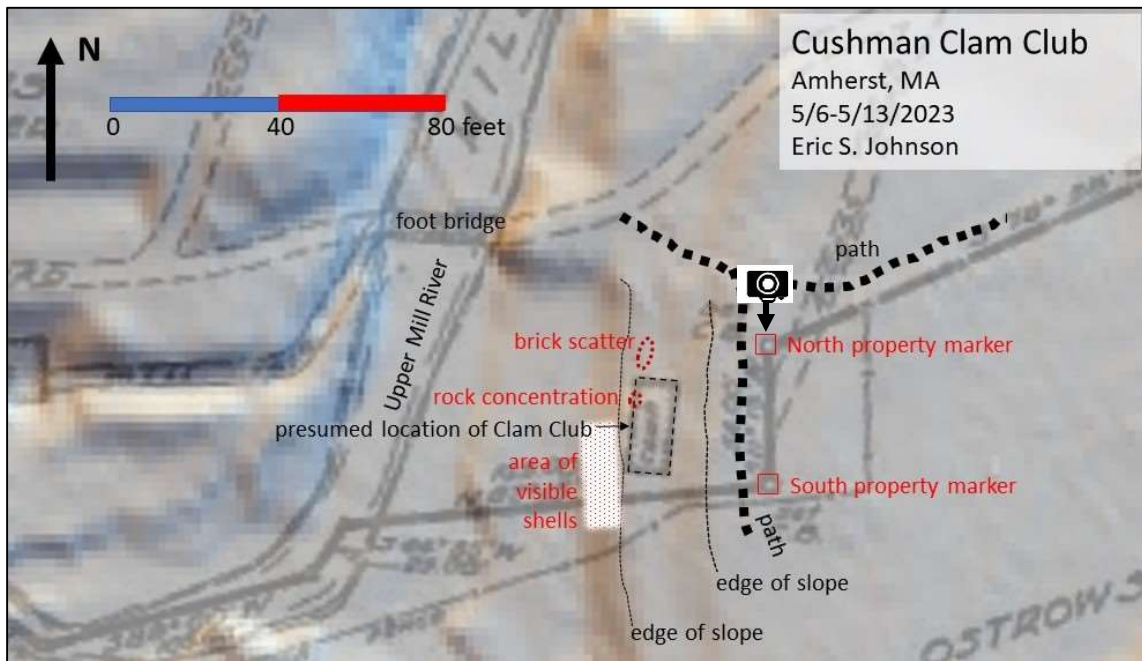 Cushman Clam Club
Amherst, MA
5/6-5/13/2023
Eric S. Johnson
N
0 40 80 feet
MIL
foot bridge
path
Upper Mill River
brick scatter
North property marker
rock concentration
presumed location of Clam Club
area of
visible
shells
South property marker
path
edge of slope
edge of slope
OSTROWS